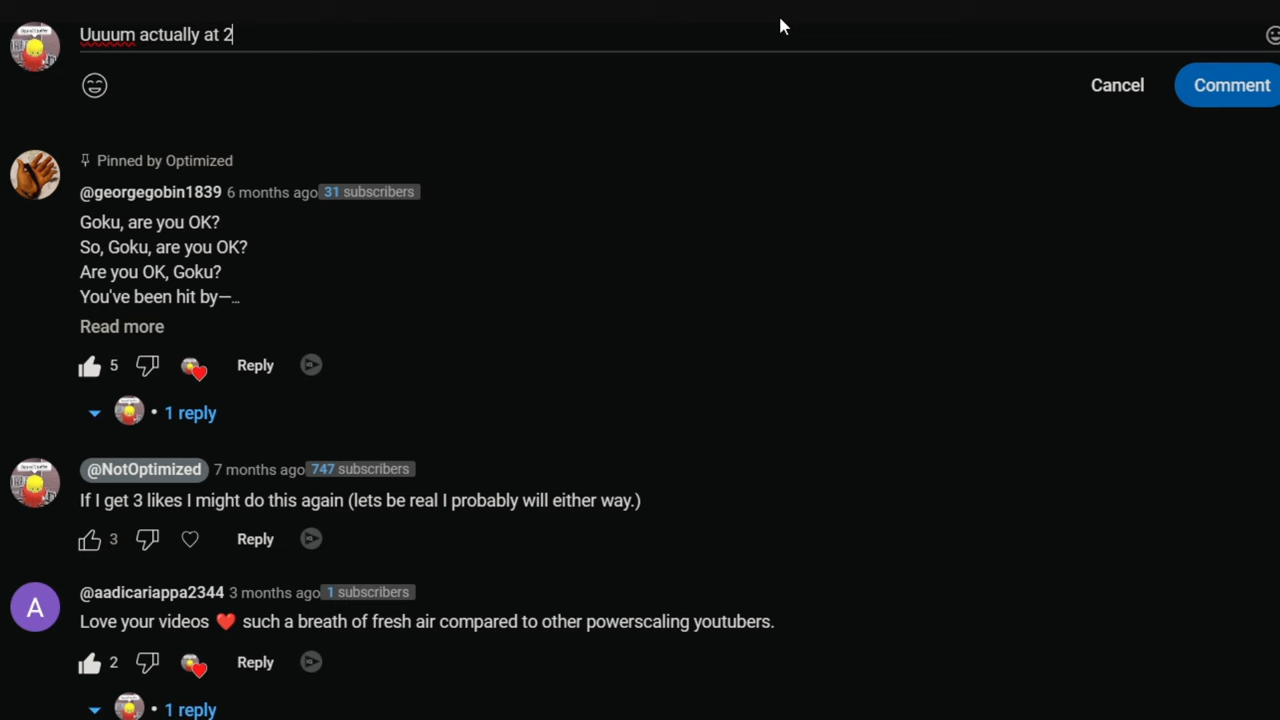 Uuuum actually at 2
Cancel
Comment
Pinned by Optimized
@georgegobin1839 6 months ago 31 subscribers
Goku, are you OK?
So, Goku, are you OK?
Are you OK, Goku?
You've been hit by—...
Read more
5 Reply
• 1 reply
@NotOptimized 7 months ago 747 subscribers
If I get 3 likes I might do this again (lets be real I probably will either way.)
3 Reply
A @aadicariappa2344 3 months ago 1 subscribers
Love your videos ❤️ such a breath of fresh air compared to other powerscaling youtubers.
2 Reply
• 1 reply